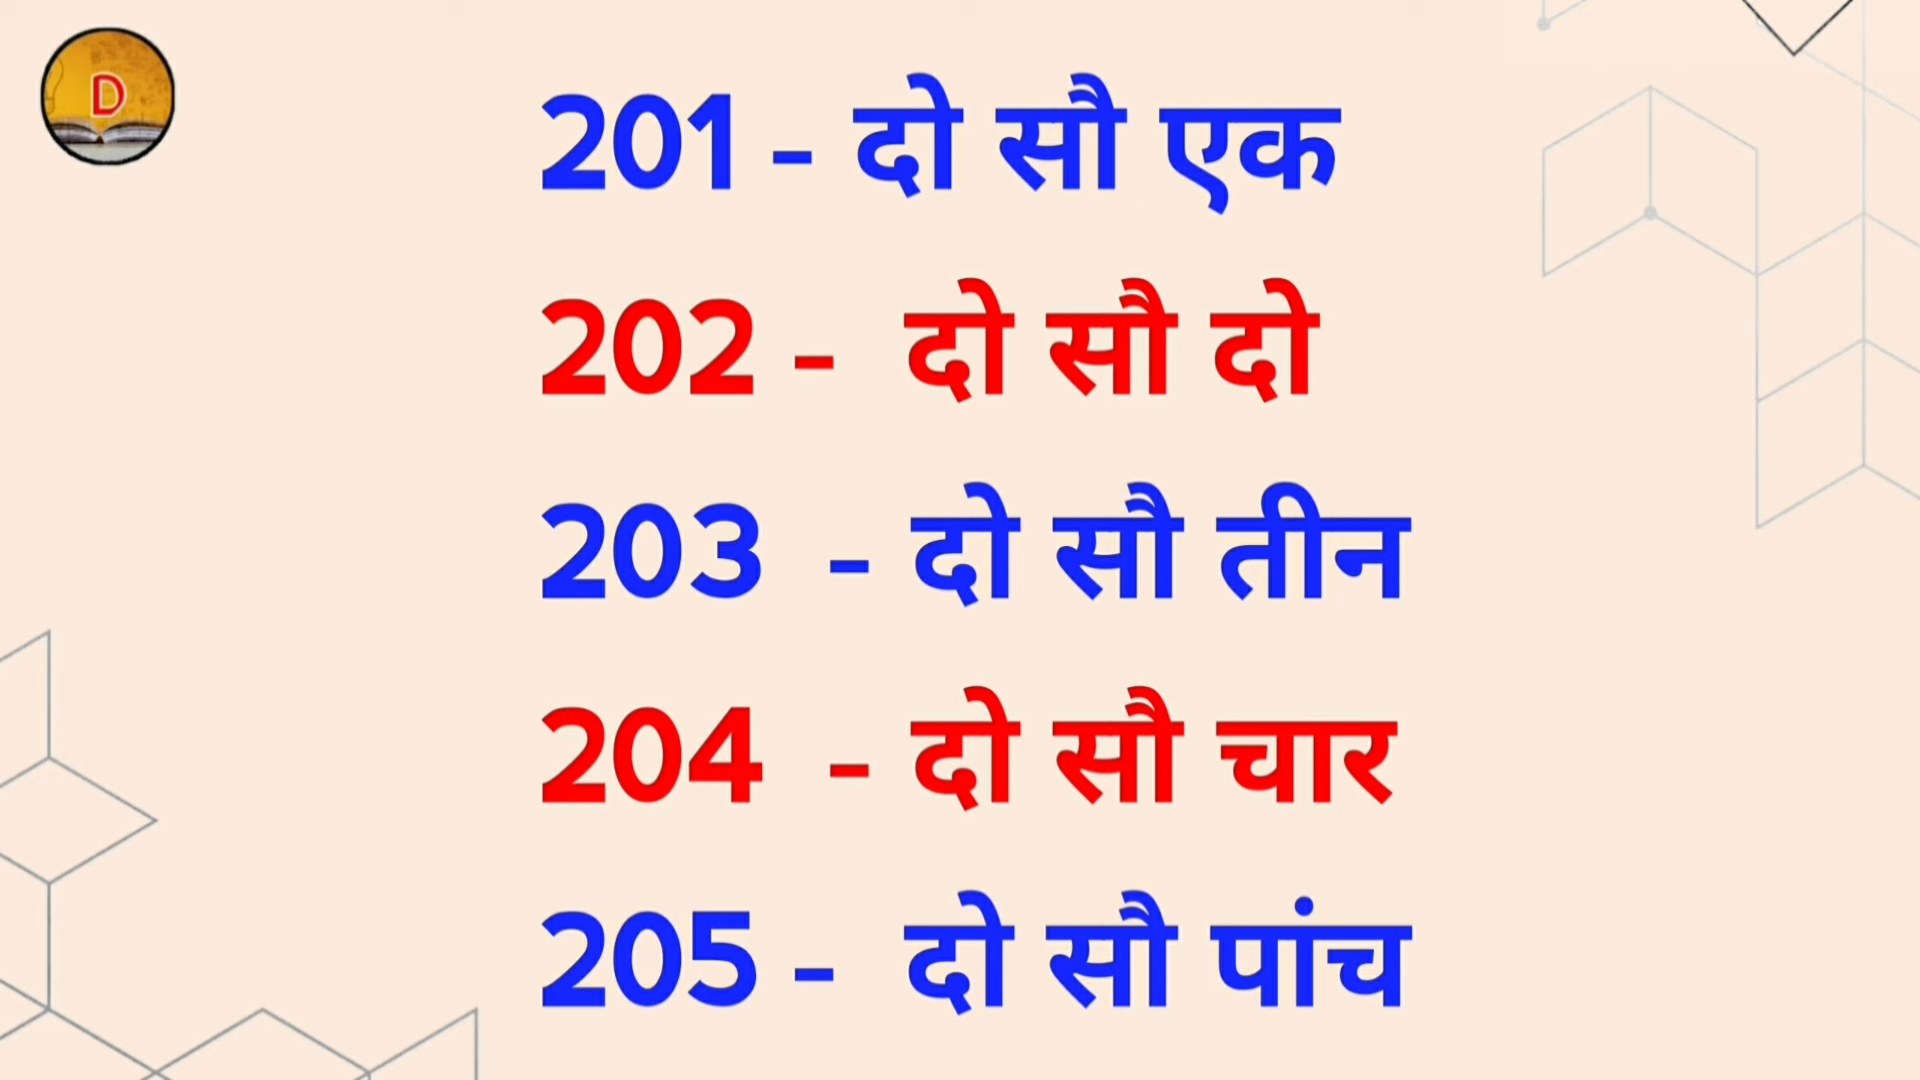 D
201 - दो सौ एक
202 - दो सौ दो
203 - दो सौ तीन
204 - दो सौ चार
205 - दो सौ पांच